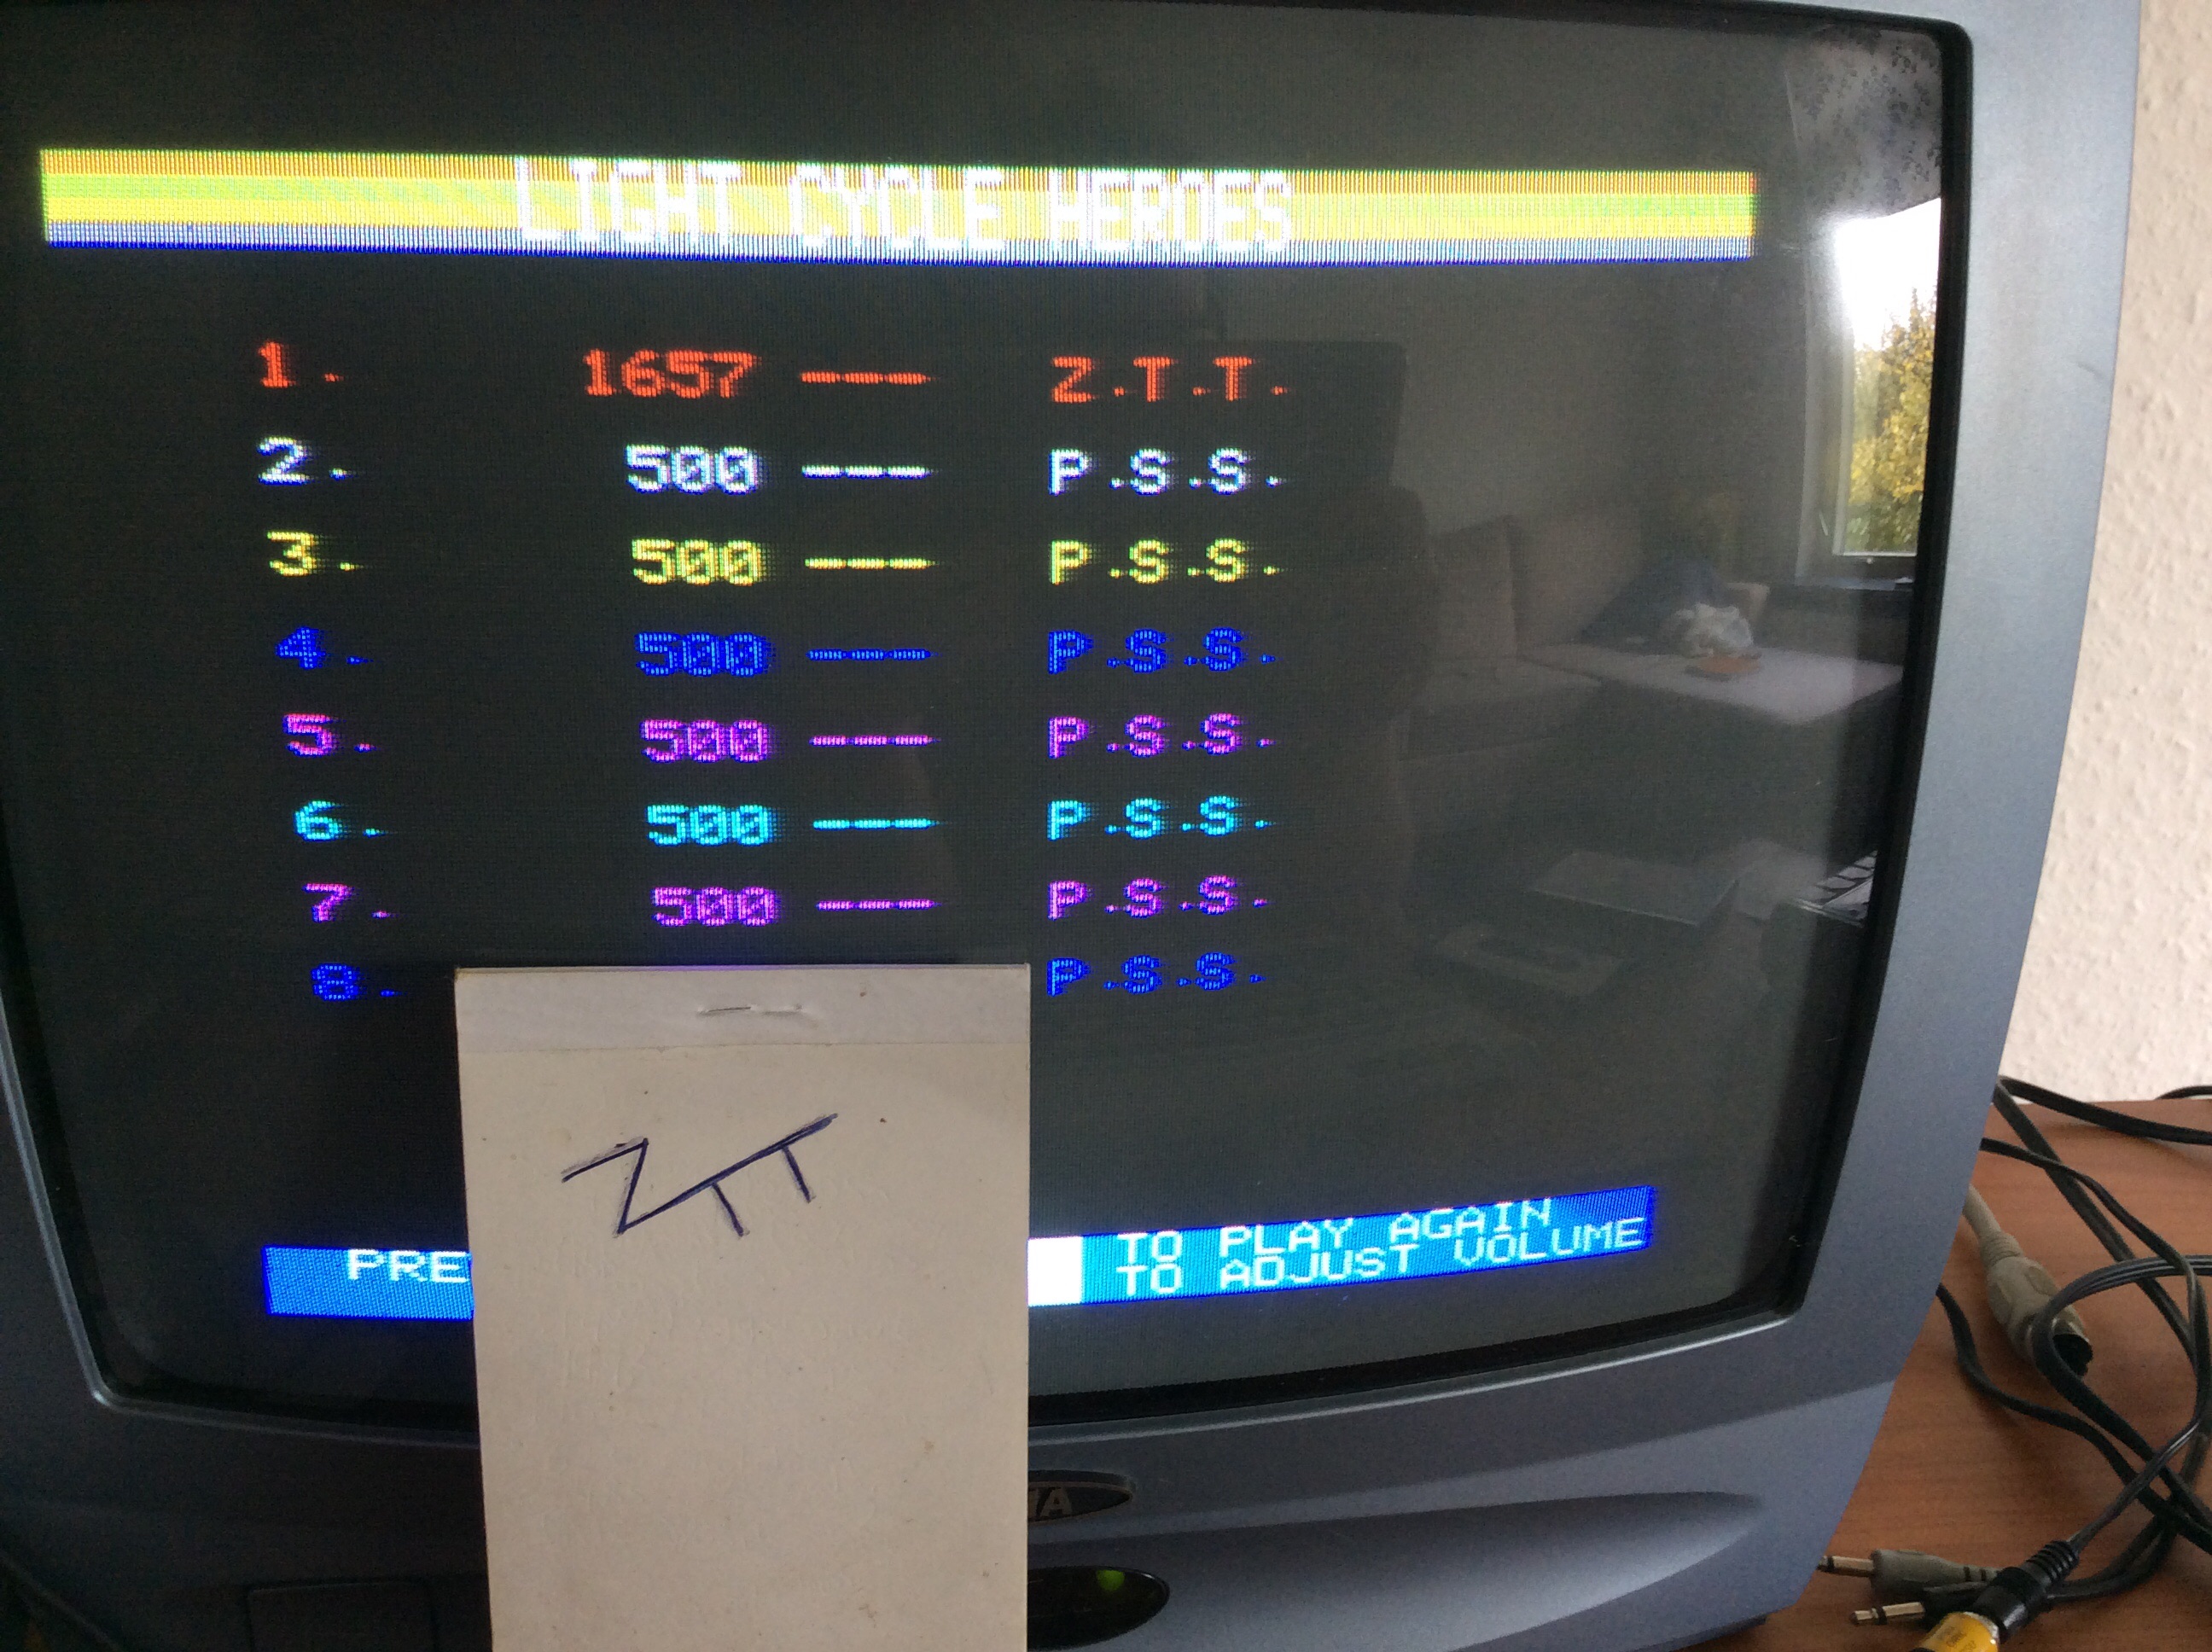 LIGHT CYCLE HEROES
1. 1657 --- Z.T.T.
2. 500 --- P.S.S.
3. 500 --- P.S.S.
4. 500 --- P.S.S.
5. 500 --- P.S.S.
6. 500 --- P.S.S.
7. 500 --- P.S.S.
8. P.S.S.
ZTT
PRE TO PLAY AGAIN
TO ADJUST VOLUME